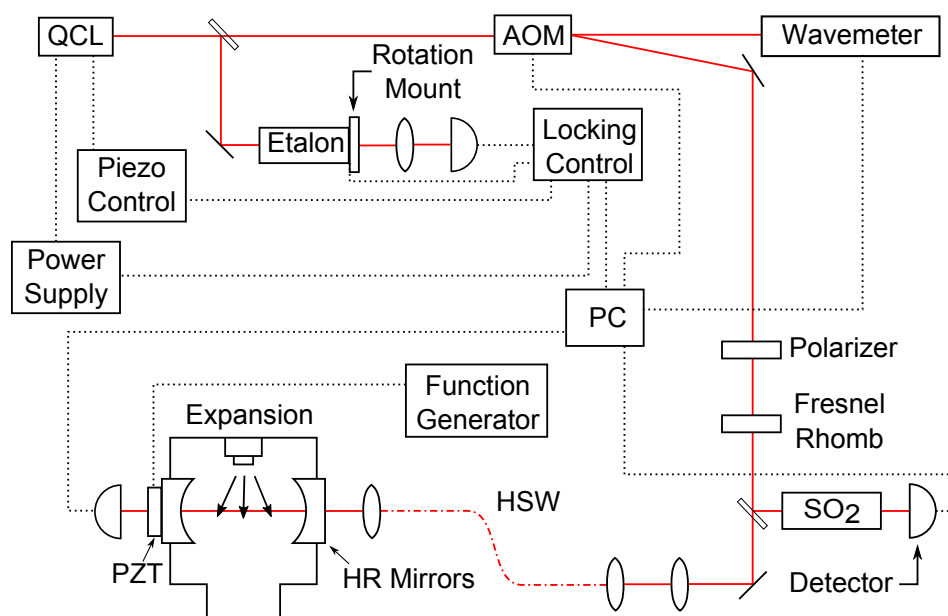 QCL
AOM
Wavemeter
Rotation
Mount
Etalon
Locking
Control
Piezo
Control
Power
Supply
PC
Polarizer
Function
Generator
Fresnel
Rhomb
Expansion
HSW
SO2
PZT
HR Mirrors
Detector